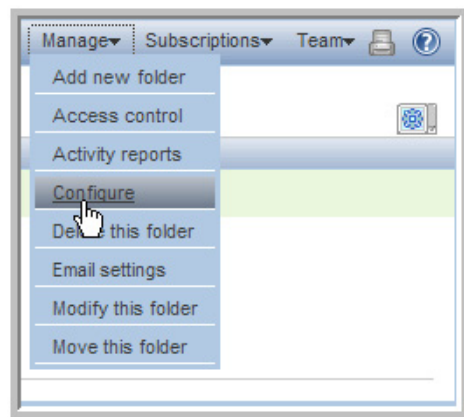 Manage Subscriptions Team ?
Add new folder
Access control
Activity reports
Configure
Delete this folder
Email settings
Modify this folder
Move this folder